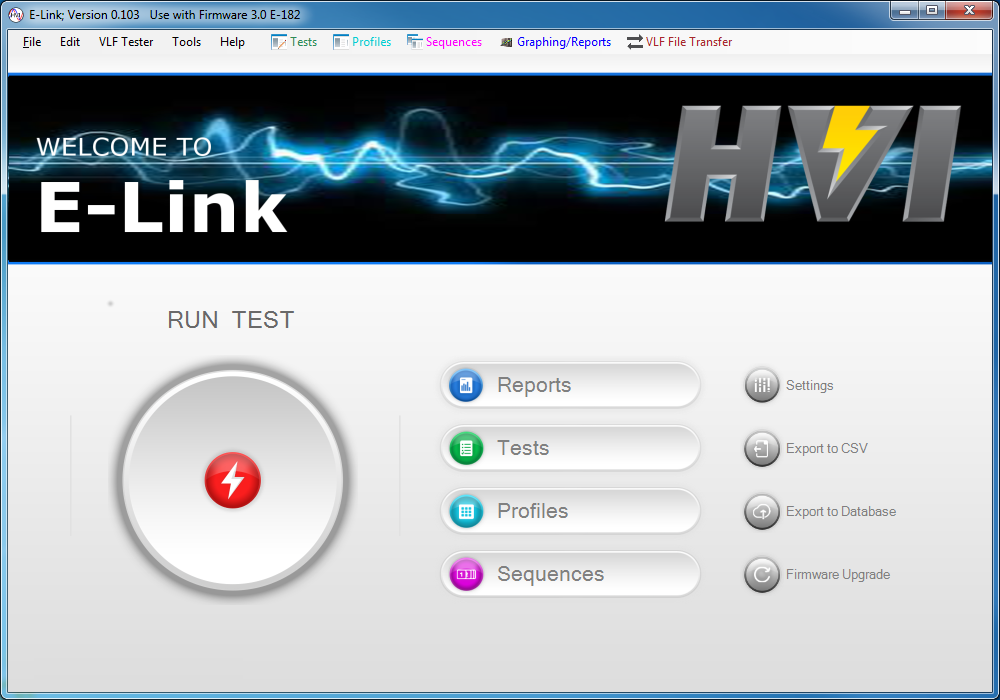 E-Link; Version 0.103   Use with Firmware 3.0 E-182
File Edit VLF Tester Tools Help Tests Profiles Sequences Graphing/Reports VLF File Transfer
WELCOME TO
E-Link
HVI
RUN TEST
Reports
Tests
Profiles
Sequences
Settings
Export to CSV
Export to Database
Firmware Upgrade